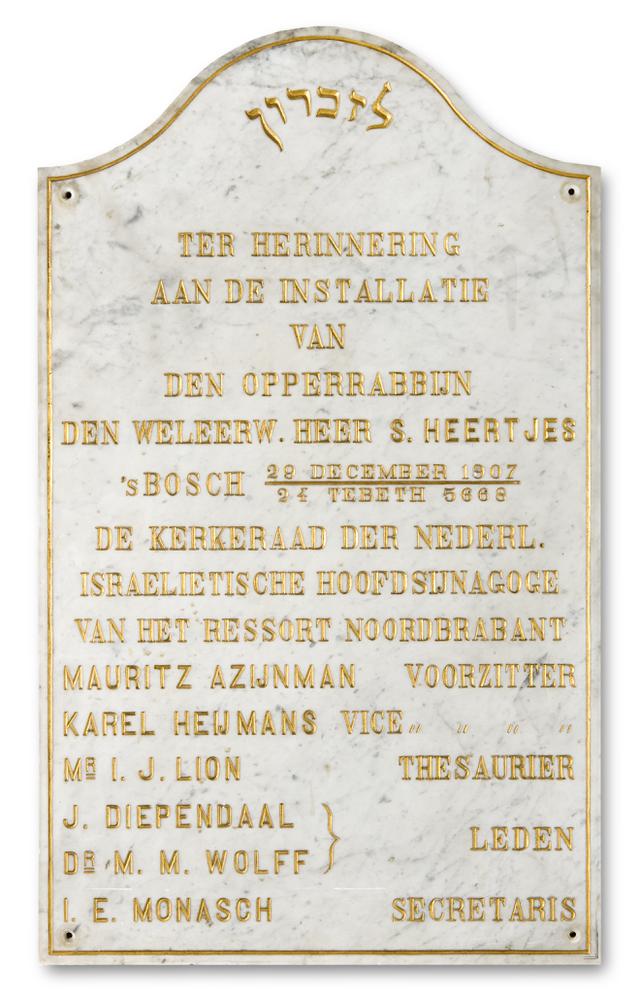 לזכרון
TER HERINNERING
AAN DE INSTALLATIE
VAN
DEN OPPERRABBIJN
DEN WELEERW. HEER S. HEERTJES
'sBOSCH 29 DECEMBER 1907
24 TEBETH 5668
DE KERKERAAD DER NEDERL.
ISRAELIETISCHE HOOFDSIJNAGOGE
VAN HET RESSORT NOORDBRABANT
MAURITZ AZIJNMAN VOORZITTER
KAREL HEIJMANS VICE " " " "
MR I. J. LION THESAURIER
J. DIEPENDAAL
DR M. M. WOLFF } LEDEN
I. E. MONASCH SECRETARIS